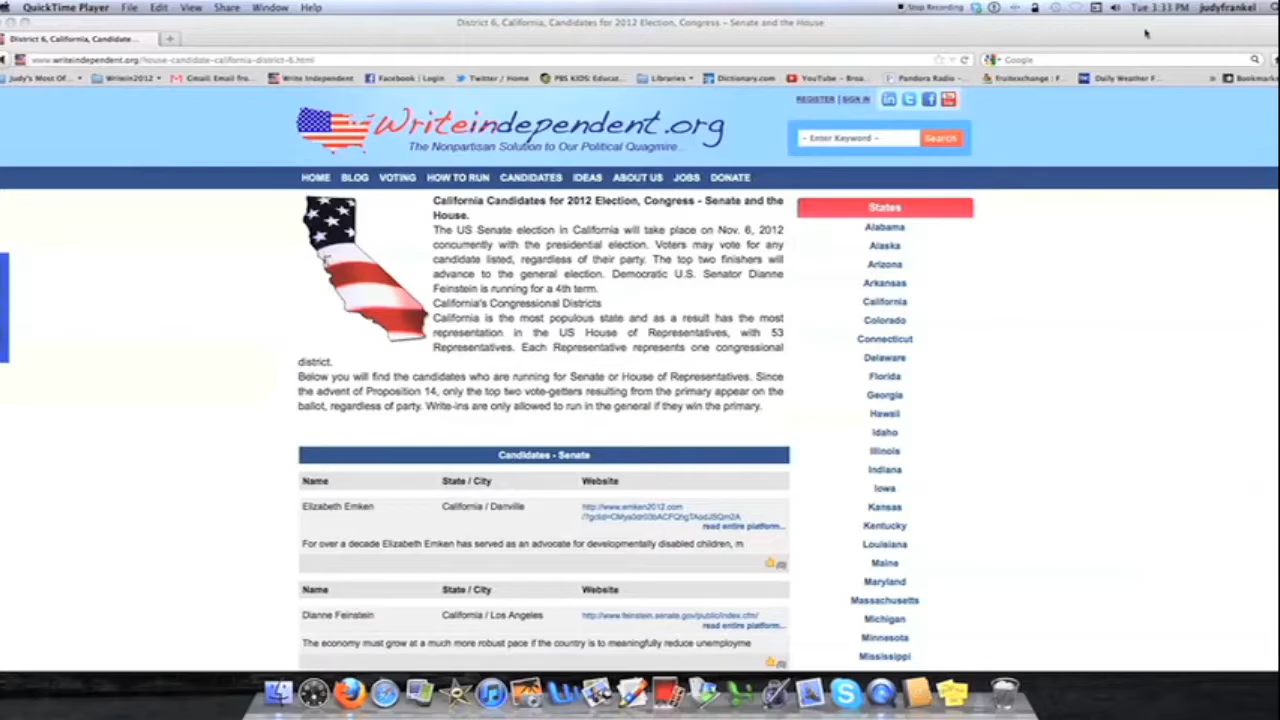 QuickTime Player File Edit View Share Window Help Stop Recording Tue 3:33 PM judyfrankel
District 6, California, Candidates for 2012 Election, Congress – Senate and the House
District 6, California, Candidate...
www.writeindependent.org/house-candidate-california-district-6.html Google
Judy's Most Of... Writein2012 Gmail: Email fro... Write Independent Facebook | Login Twitter / Home PBS KIDS: Educat... Libraries Dictionary.com YouTube – Broa... Pandora Radio –... fruitexchange : F... Daily Weather F... Bookmarks
REGISTER | SIGN IN
Writeindependent.org
The Nonpartisan Solution to Our Political Quagmire
- Enter Keyword - Search
HOME BLOG VOTING HOW TO RUN CANDIDATES IDEAS ABOUT US JOBS DONATE
California Candidates for 2012 Election, Congress - Senate and the
House.
The US Senate election in California will take place on Nov. 6, 2012
concurrently with the presidential election. Voters may vote for any
candidate listed, regardless of their party. The top two finishers will
advance to the general election. Democratic U.S. Senator Dianne
Feinstein is running for a 4th term.
California's Congressional Districts
California is the most populous state and as a result has the most
representation in the US House of Representatives, with 53
Representatives. Each Representative represents one congressional
district.
Below you will find the candidates who are running for Senate or House of Representatives. Since
the advent of Proposition 14, only the top two vote-getters resulting from the primary appear on the
ballot, regardless of party. Write-ins are only allowed to run in the general if they win the primary.
Candidates - Senate
Name State / City Website
Elizabeth Emken California / Danville http://www.emken2012.com
read entire platform...
For over a decade Elizabeth Emken has served as an advocate for developmentally disabled children, m
(0)
Name State / City Website
Dianne Feinstein California / Los Angeles http://www.feinstein.senate.gov/public/index.cfm/
read entire platform...
The economy must grow at a much more robust pace if the country is to meaningfully reduce unemployme
(0)
States
Alabama
Alaska
Arizona
Arkansas
California
Colorado
Connecticut
Delaware
Florida
Georgia
Hawaii
Idaho
Illinois
Indiana
Iowa
Kansas
Kentucky
Louisiana
Maine
Maryland
Massachusetts
Michigan
Minnesota
Mississippi